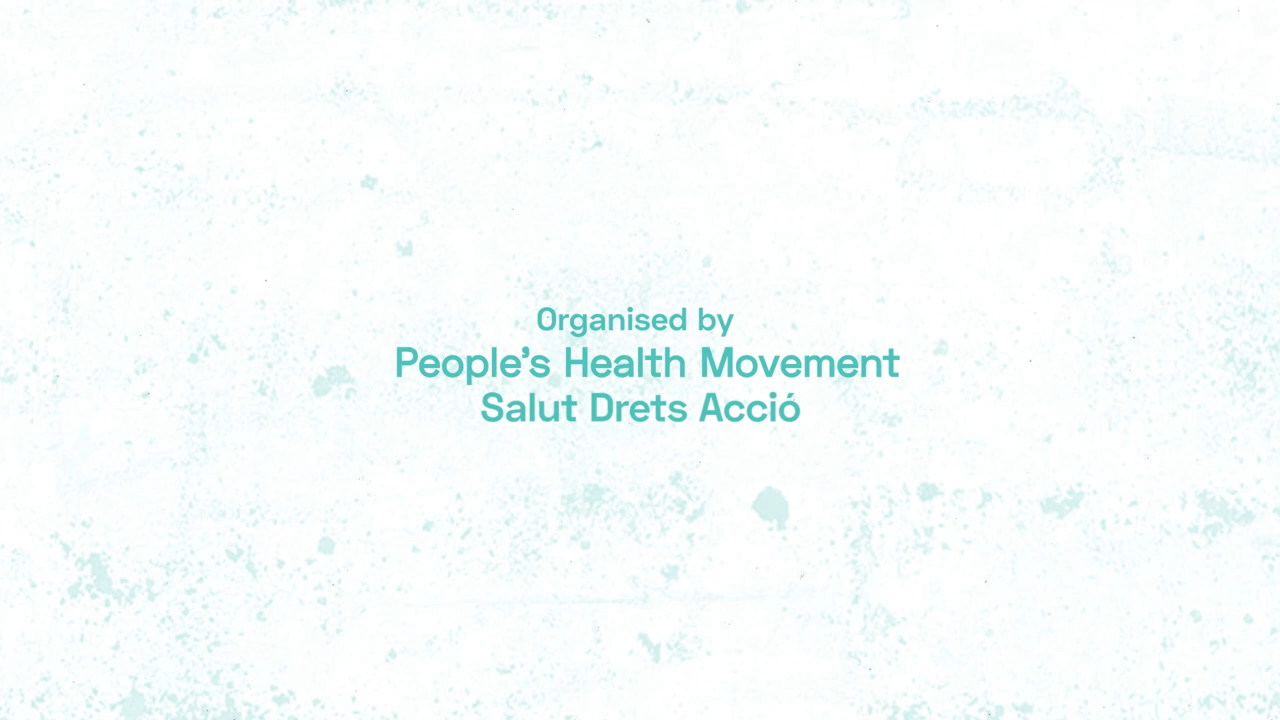 Organised by
People’s Health Movement
Salut Drets Acció